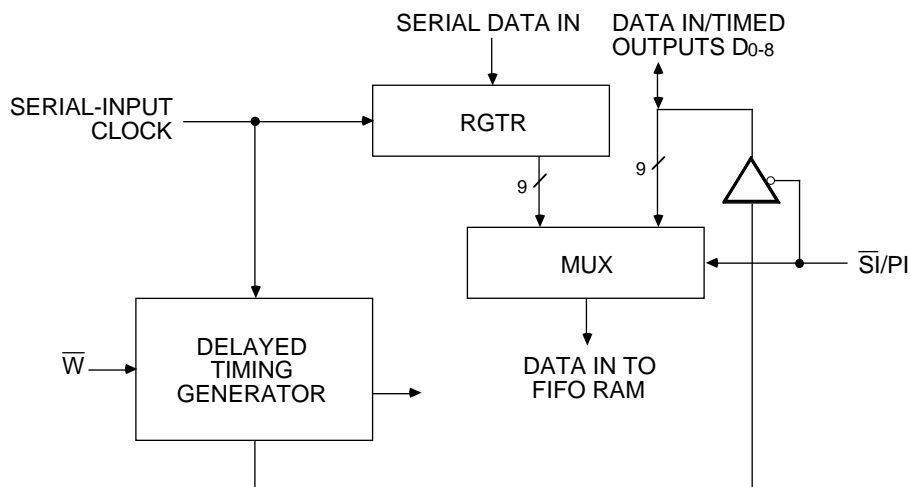 SERIAL DATA IN
DATA IN/TIMED
OUTPUTS D0-8
SERIAL-INPUT
CLOCK
RGTR
9
9
MUX
S̅I̅/PI
W̅
DELAYED
TIMING
GENERATOR
DATA IN TO
FIFO RAM